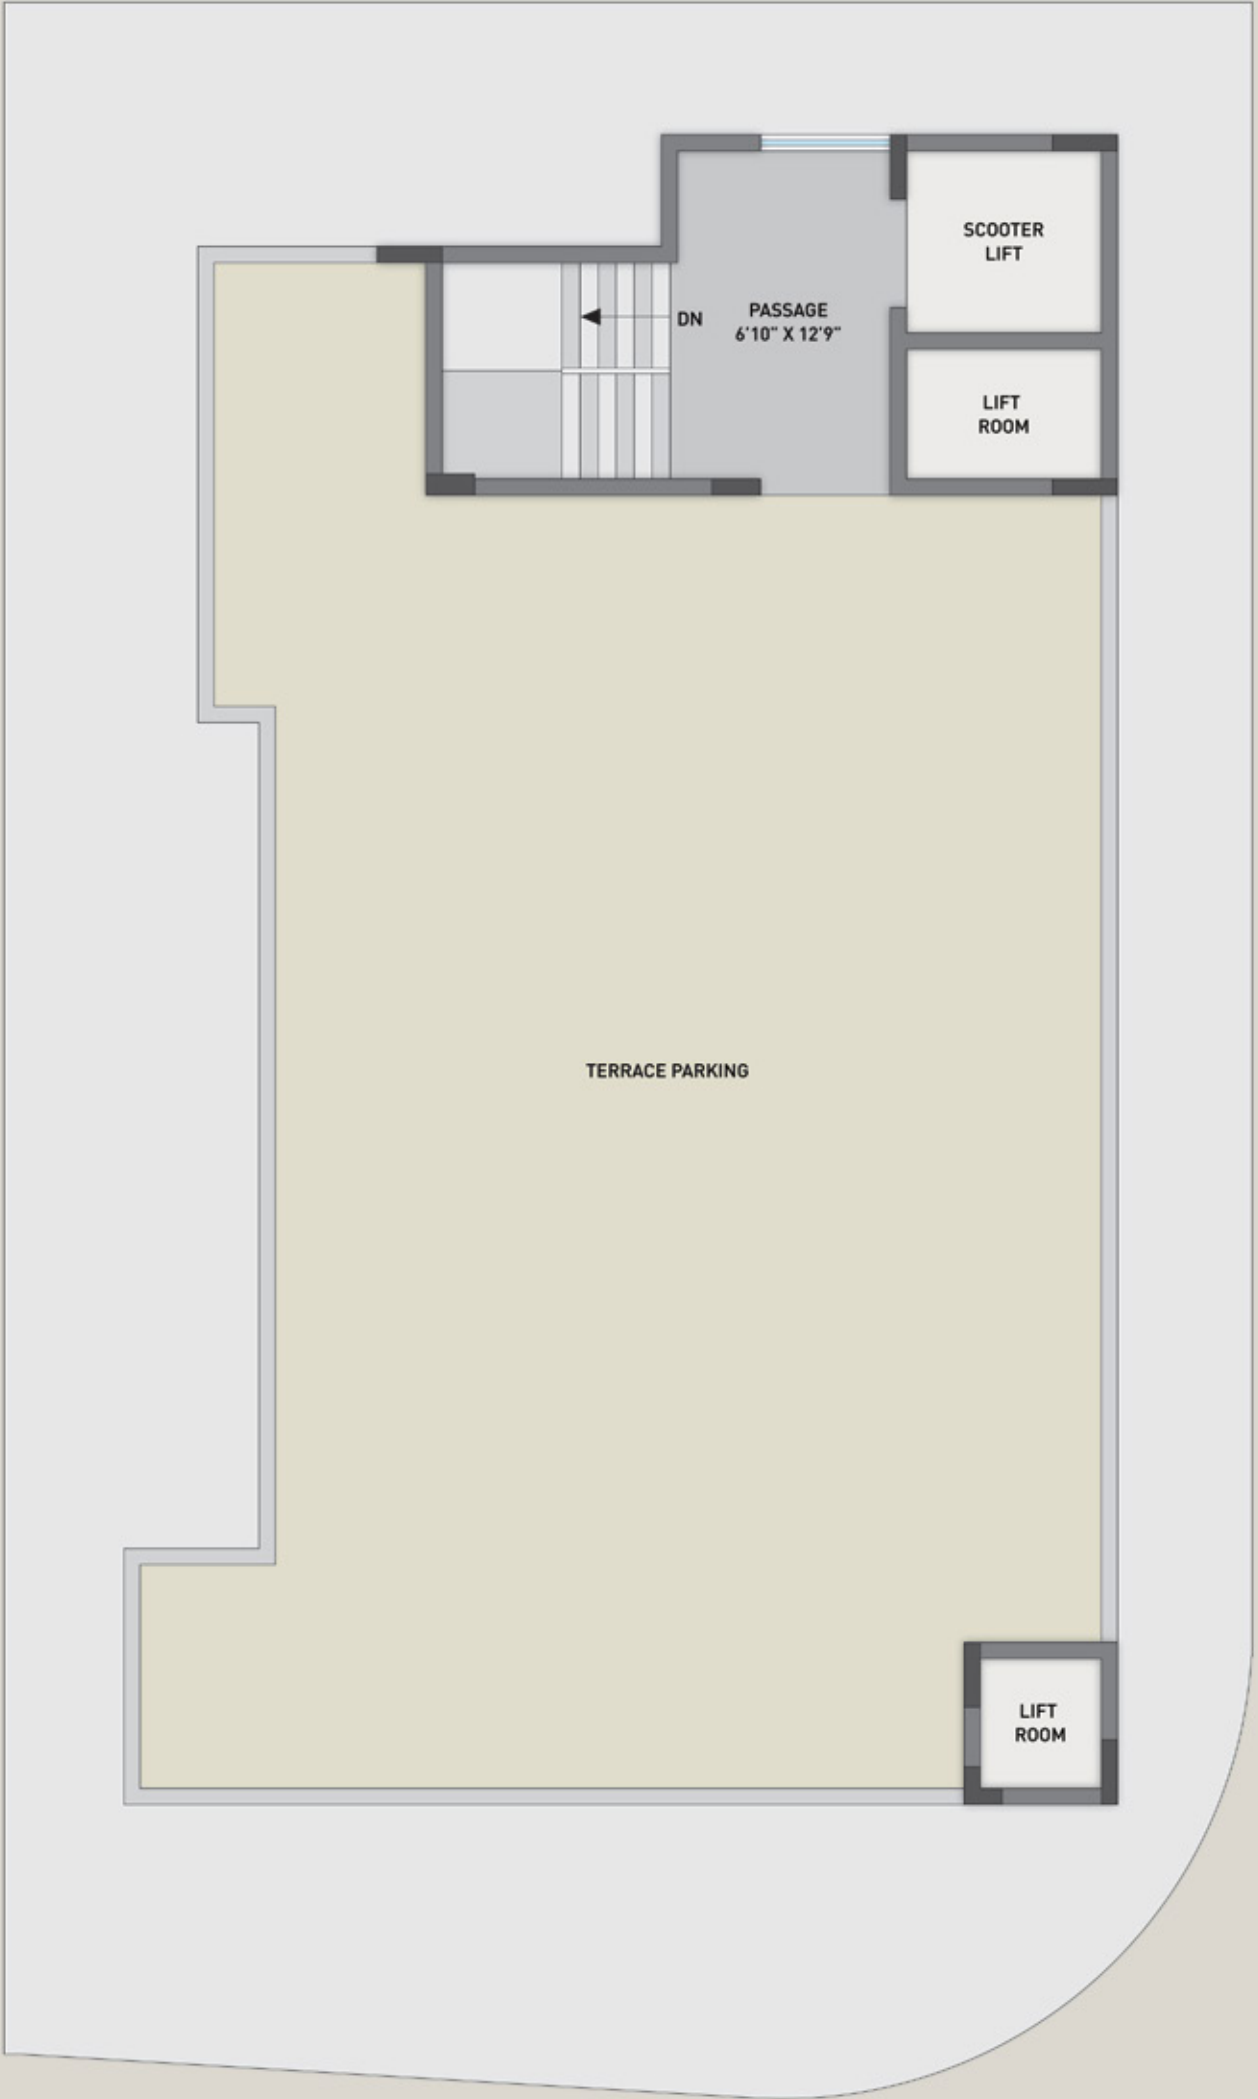 SCOOTER
LIFT
PASSAGE
6'10" X 12'9"
DN
LIFT
ROOM
TERRACE PARKING
LIFT
ROOM